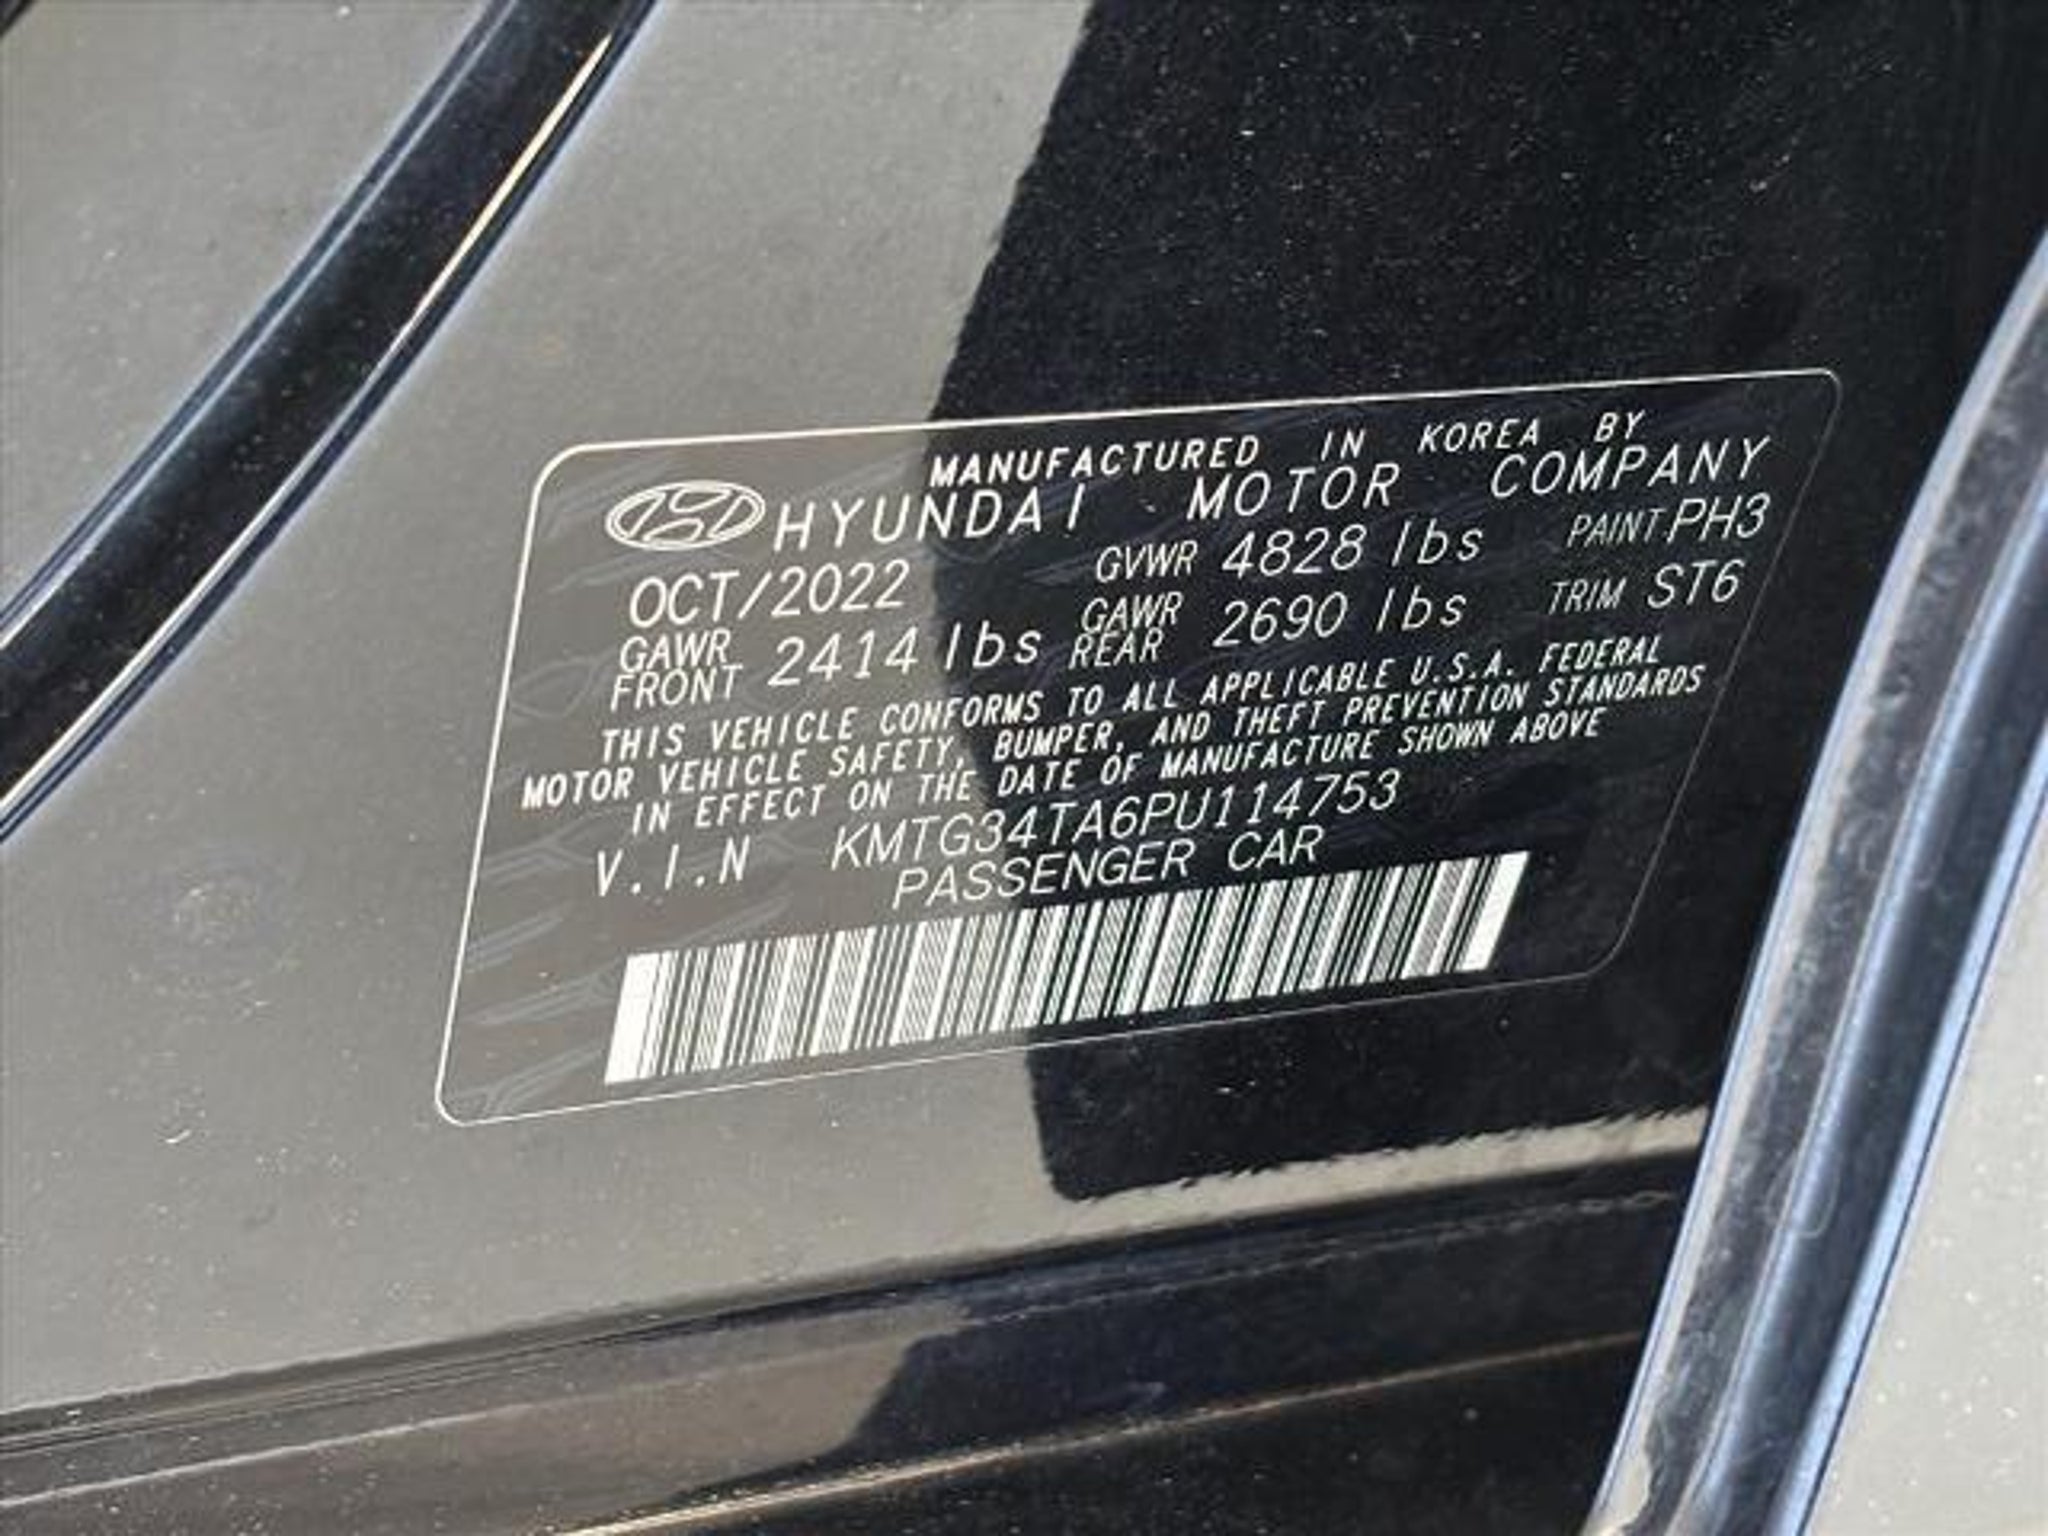 MANUFACTURED IN KOREA BY
HYUNDAI MOTOR COMPANY
OCT/2022 GVWR 4828 lbs PAINT.PH3
GAWR FRONT 2414 lbs GAWR REAR 2690 lbs TRIM ST6
THIS VEHICLE CONFORMS TO ALL APPLICABLE U.S.A. FEDERAL
MOTOR VEHICLE SAFETY, BUMPER, AND THEFT PREVENTION STANDARDS
IN EFFECT ON THE DATE OF MANUFACTURE SHOWN ABOVE
V.I.N KMTG34TA6PU114753
PASSENGER CAR